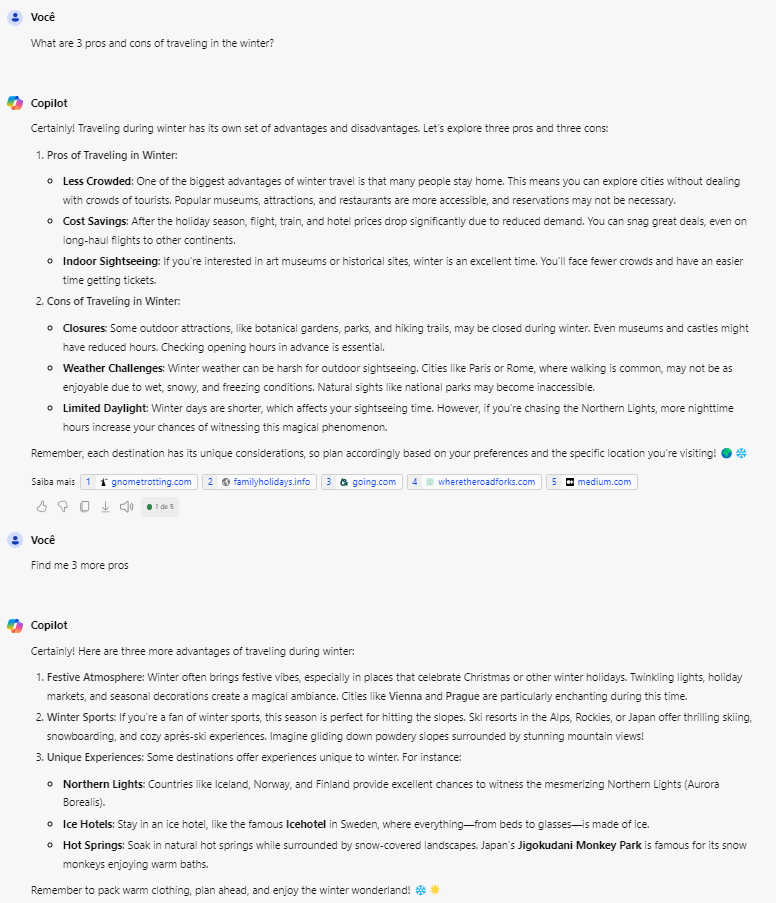 Você
What are 3 pros and cons of traveling in the winter?
Copilot
Certainly! Traveling during winter has its own set of advantages and disadvantages. Let's explore three pros and three cons:
1. Pros of Traveling in Winter:
Less Crowded: One of the biggest advantages of winter travel is that many people stay home. This means you can explore cities without dealing
with crowds of tourists. Popular museums, attractions, and restaurants are more accessible, and reservations may not be necessary.
Cost Savings: After the holiday season, flight, train, and hotel prices drop significantly due to reduced demand. You can snag great deals, even on
long-haul flights to other continents.
Indoor Sightseeing: If you're interested in art museums or historical sites, winter is an excellent time. You'll face fewer crowds and have an easier
time getting tickets.
2. Cons of Traveling in Winter:
Closures: Some outdoor attractions, like botanical gardens, parks, and hiking trails, may be closed during winter. Even museums and castles might
have reduced hours. Checking opening hours in advance is essential.
Weather Challenges: Winter weather can be harsh for outdoor sightseeing. Cities like Paris or Rome, where walking is common, may not be as
enjoyable due to wet, snowy, and freezing conditions. Natural sights like national parks may become inaccessible.
Limited Daylight: Winter days are shorter, which affects your sightseeing time. However, if you're chasing the Northern Lights, more nighttime
hours increase your chances of witnessing this magical phenomenon.
Remember, each destination has its unique considerations, so plan accordingly based on your preferences and the specific location you're visiting! 🌎 ❄️
Saiba mais 1 gnometrotting.com 2 familyholidays.info 3 going.com 4 wheretheroadforks.com 5 medium.com
1 de 5
Você
Find me 3 more pros
Copilot
Certainly! Here are three more advantages of traveling during winter:
1. Festive Atmosphere: Winter often brings festive vibes, especially in places that celebrate Christmas or other winter holidays. Twinkling lights, holiday
markets, and seasonal decorations create a magical ambiance. Cities like Vienna and Prague are particularly enchanting during this time.
2. Winter Sports: If you're a fan of winter sports, this season is perfect for hitting the slopes. Ski resorts in the Alps, Rockies, or Japan offer thrilling skiing,
snowboarding, and cozy après-ski experiences. Imagine gliding down powdery slopes surrounded by stunning mountain views!
3. Unique Experiences: Some destinations offer experiences unique to winter. For instance:
Northern Lights: Countries like Iceland, Norway, and Finland provide excellent chances to witness the mesmerizing Northern Lights (Aurora
Borealis).
Ice Hotels: Stay in an ice hotel, like the famous Icehotel in Sweden, where everything—from beds to glasses—is made of ice.
Hot Springs: Soak in natural hot springs while surrounded by snow-covered landscapes. Japan's Jigokudani Monkey Park is famous for its snow
monkeys enjoying warm baths.
Remember to pack warm clothing, plan ahead, and enjoy the winter wonderland! ❄️ 🌟